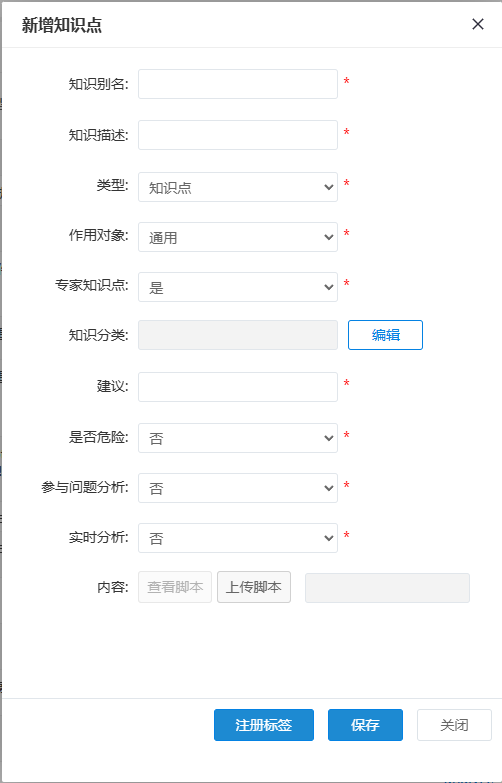 新增知识点
知识别名: *
知识描述: *
类型: 知识点 *
作用对象: 通用 *
专家知识点: 是 *
知识分类: 编辑
建议: *
是否危险: 否 *
参与问题分析: 否 *
实时分析: 否 *
内容: 查看脚本 上传脚本
注册标签 保存 关闭